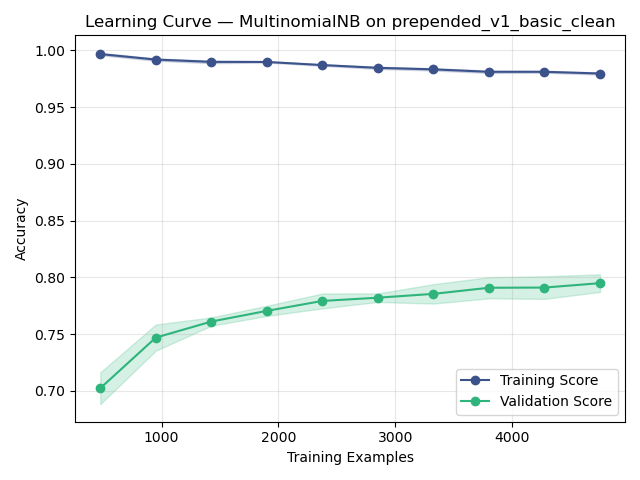 Learning Curve — MultinomialNB on prepended_v1_basic_clean
1.00
0.95
0.90
0.85
0.80
0.75
0.70
Accuracy
1000
2000
3000
4000
Training Examples
Training Score
Validation Score